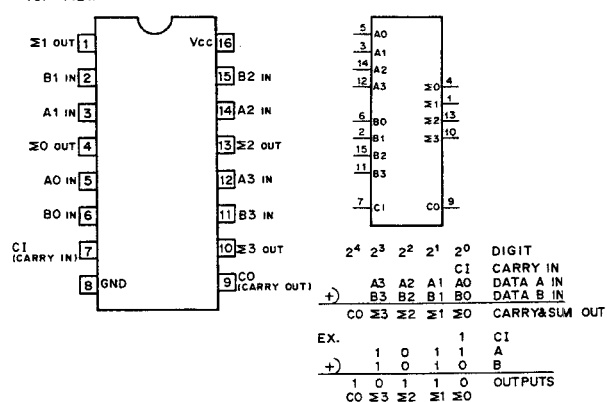 Σ1 OUT 1
Vcc 16
B1 IN 2
15 B2 IN
A1 IN 3
14 A2 IN
Σ0 OUT 4
13 Σ2 OUT
A0 IN 5
12 A3 IN
B0 IN 6
11 B3 IN
CI
(CARRY IN) 7
10 Σ3 OUT
8 GND
9 CO
(CARRY OUT)
5 A0
3 A1
14 A2
12 A3
Σ0 4
Σ1 1
6 B0
Σ2 13
2 B1
Σ3 10
15 B2
11 B3
7 CI
CO 9
2⁴ 2³ 2² 2¹ 2⁰ DIGIT
CI CARRY IN
A3 A2 A1 A0 DATA A IN
+) B3 B2 B1 B0 DATA B IN
CO Σ3 Σ2 Σ1 Σ0 CARRY&SUM OUT
EX. 1 CI
1 0 1 1 A
+) 1 0 1 0 B
1 0 1 1 0 OUTPUTS
CO Σ3 Σ2 Σ1 Σ0